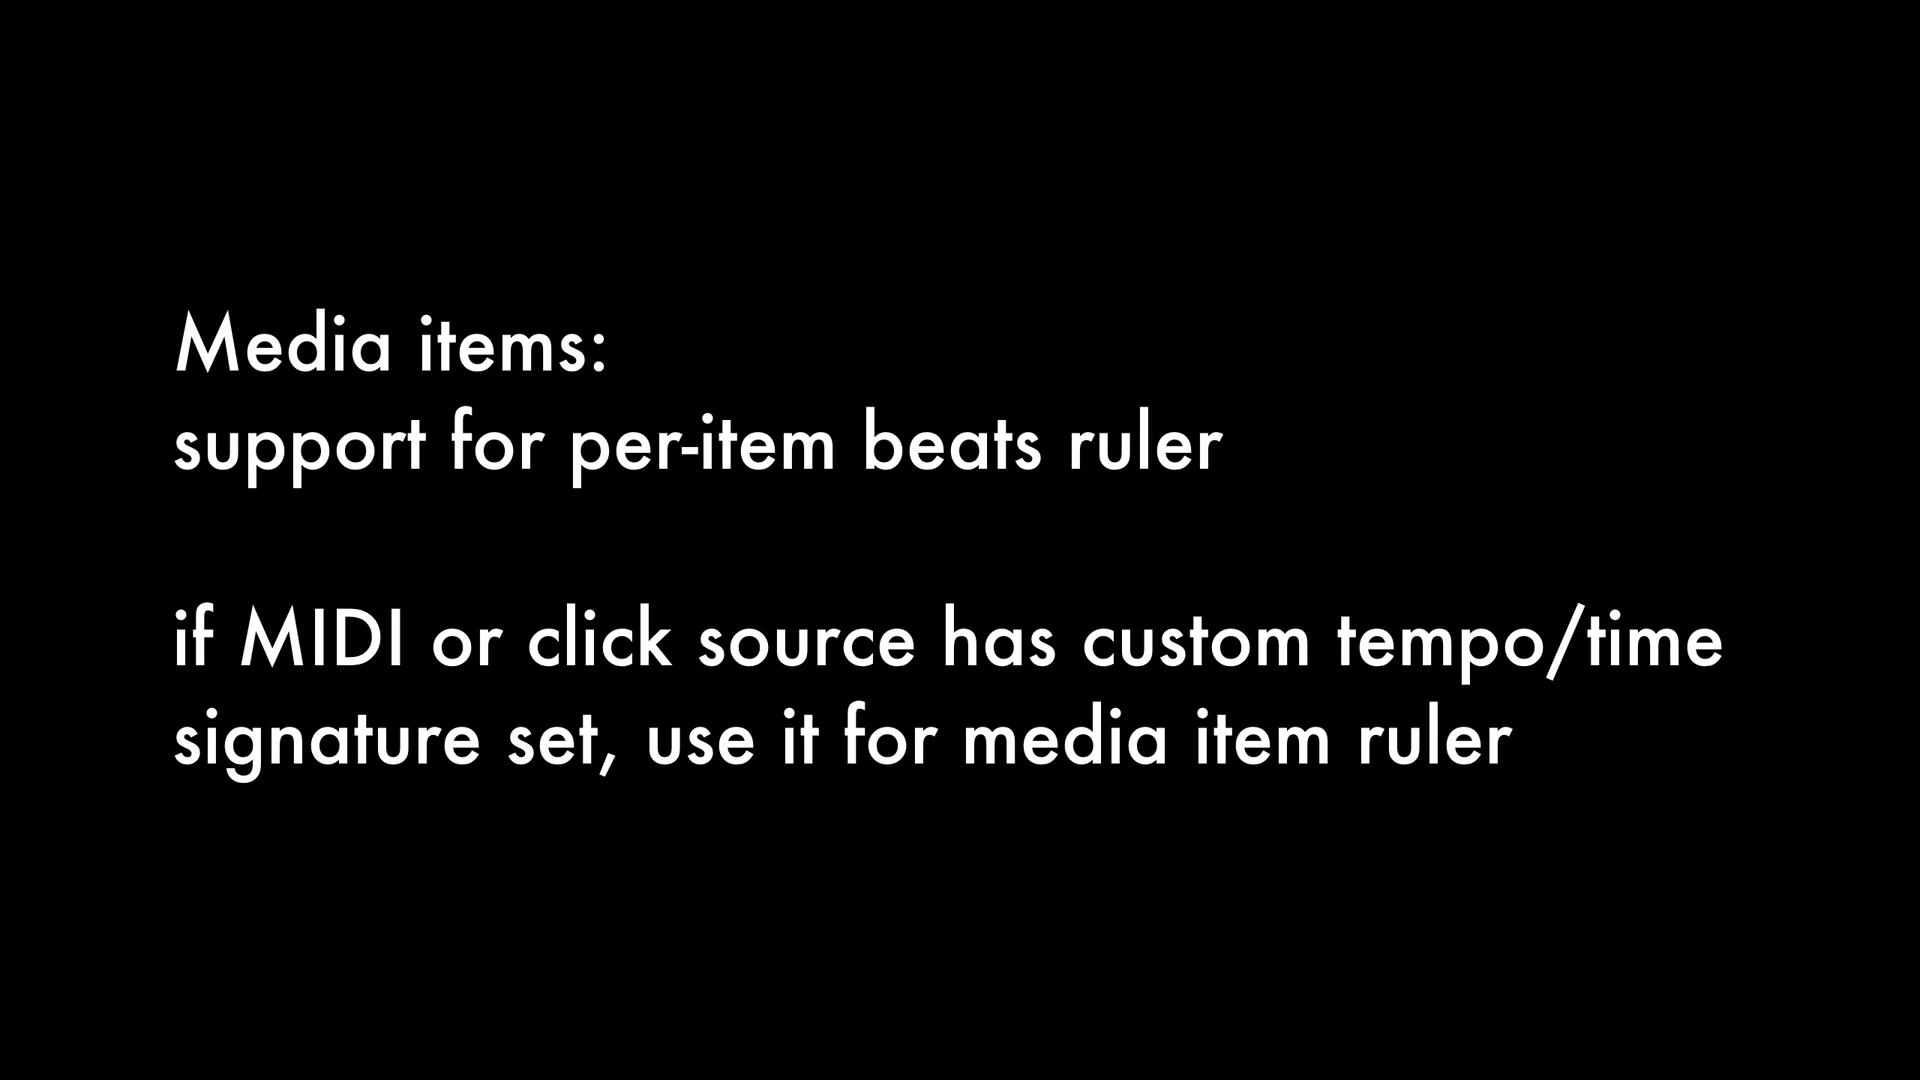 Media items:
support for per-item beats ruler
if MIDI or click source has custom tempo/time
signature set, use it for media item ruler